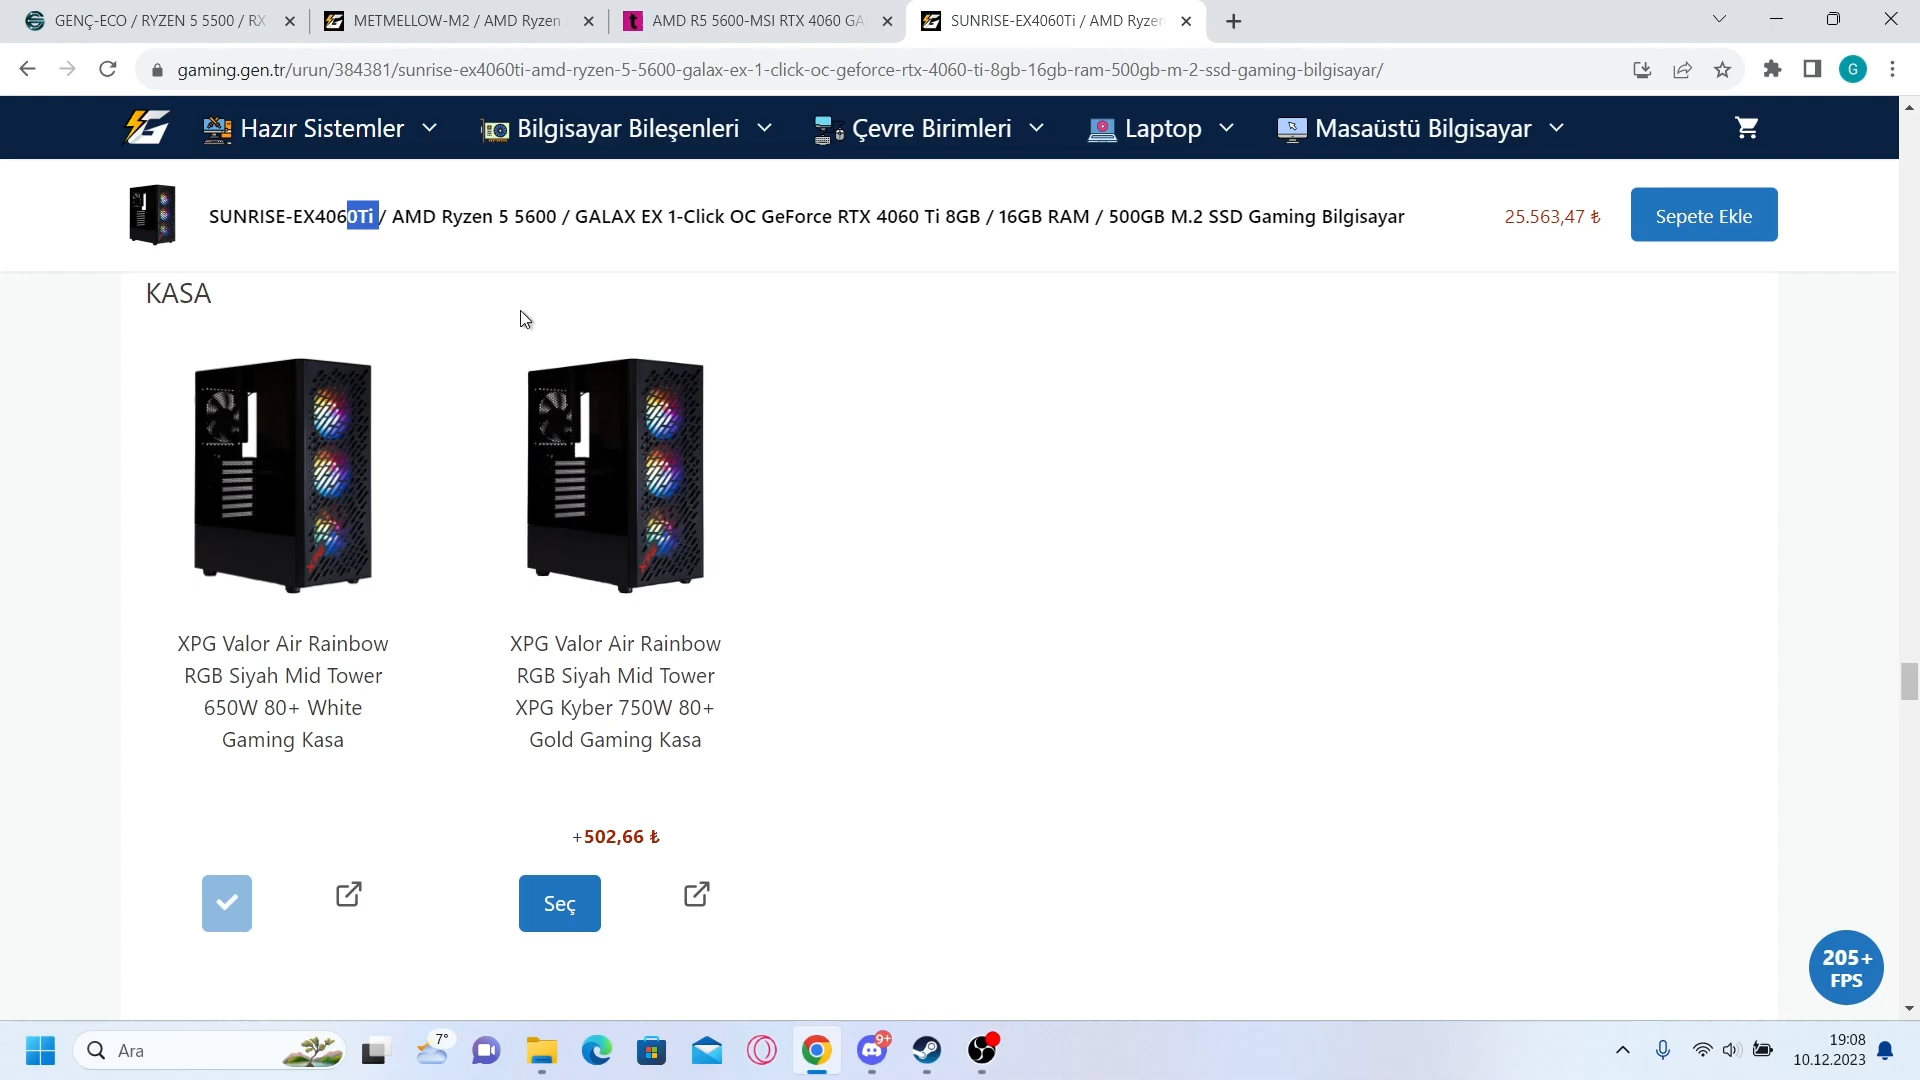 GENÇ-ECO / RYZEN 5 5500 / RX
METMELLOW-M2 / AMD Ryzen
AMD R5 5600-MSI RTX 4060 GA
SUNRISE-EX4060Ti / AMD Ryzen
gaming.gen.tr/urun/384381/sunrise-ex4060ti-amd-ryzen-5-5600-galax-ex-1-click-oc-geforce-rtx-4060-ti-8gb-16gb-ram-500gb-m-2-ssd-gaming-bilgisayar/
G
Hazır Sistemler
Bilgisayar Bileşenleri
Çevre Birimleri
Laptop
Masaüstü Bilgisayar
SUNRISE-EX4060Ti / AMD Ryzen 5 5600 / GALAX EX 1-Click OC GeForce RTX 4060 Ti 8GB / 16GB RAM / 500GB M.2 SSD Gaming Bilgisayar
25.563,47 ₺
Sepete Ekle
KASA
XPG Valor Air Rainbow
RGB Siyah Mid Tower
650W 80+ White
Gaming Kasa
XPG Valor Air Rainbow
RGB Siyah Mid Tower
XPG Kyber 750W 80+
Gold Gaming Kasa
+502,66 ₺
Seç
205+
FPS
Ara
7°
9+
19:08
10.12.2023